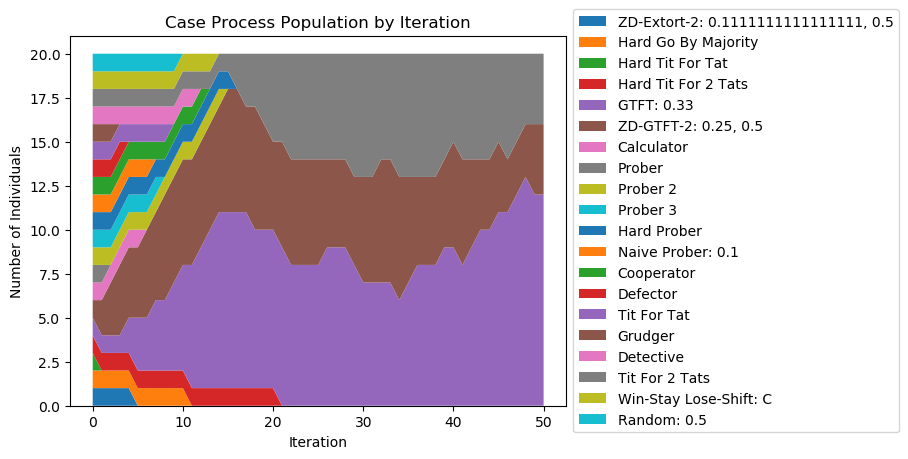 Case Process Population by Iteration
Number of Individuals
20.0
17.5
15.0
12.5
10.0
7.5
5.0
2.5
0.0
0 10 20 30 40 50
Iteration
ZD-Extort-2: 0.1111111111111111, 0.5
Hard Go By Majority
Hard Tit For Tat
Hard Tit For 2 Tats
GTFT: 0.33
ZD-GTFT-2: 0.25, 0.5
Calculator
Prober
Prober 2
Prober 3
Hard Prober
Naive Prober: 0.1
Cooperator
Defector
Tit For Tat
Grudger
Detective
Tit For 2 Tats
Win-Stay Lose-Shift: C
Random: 0.5